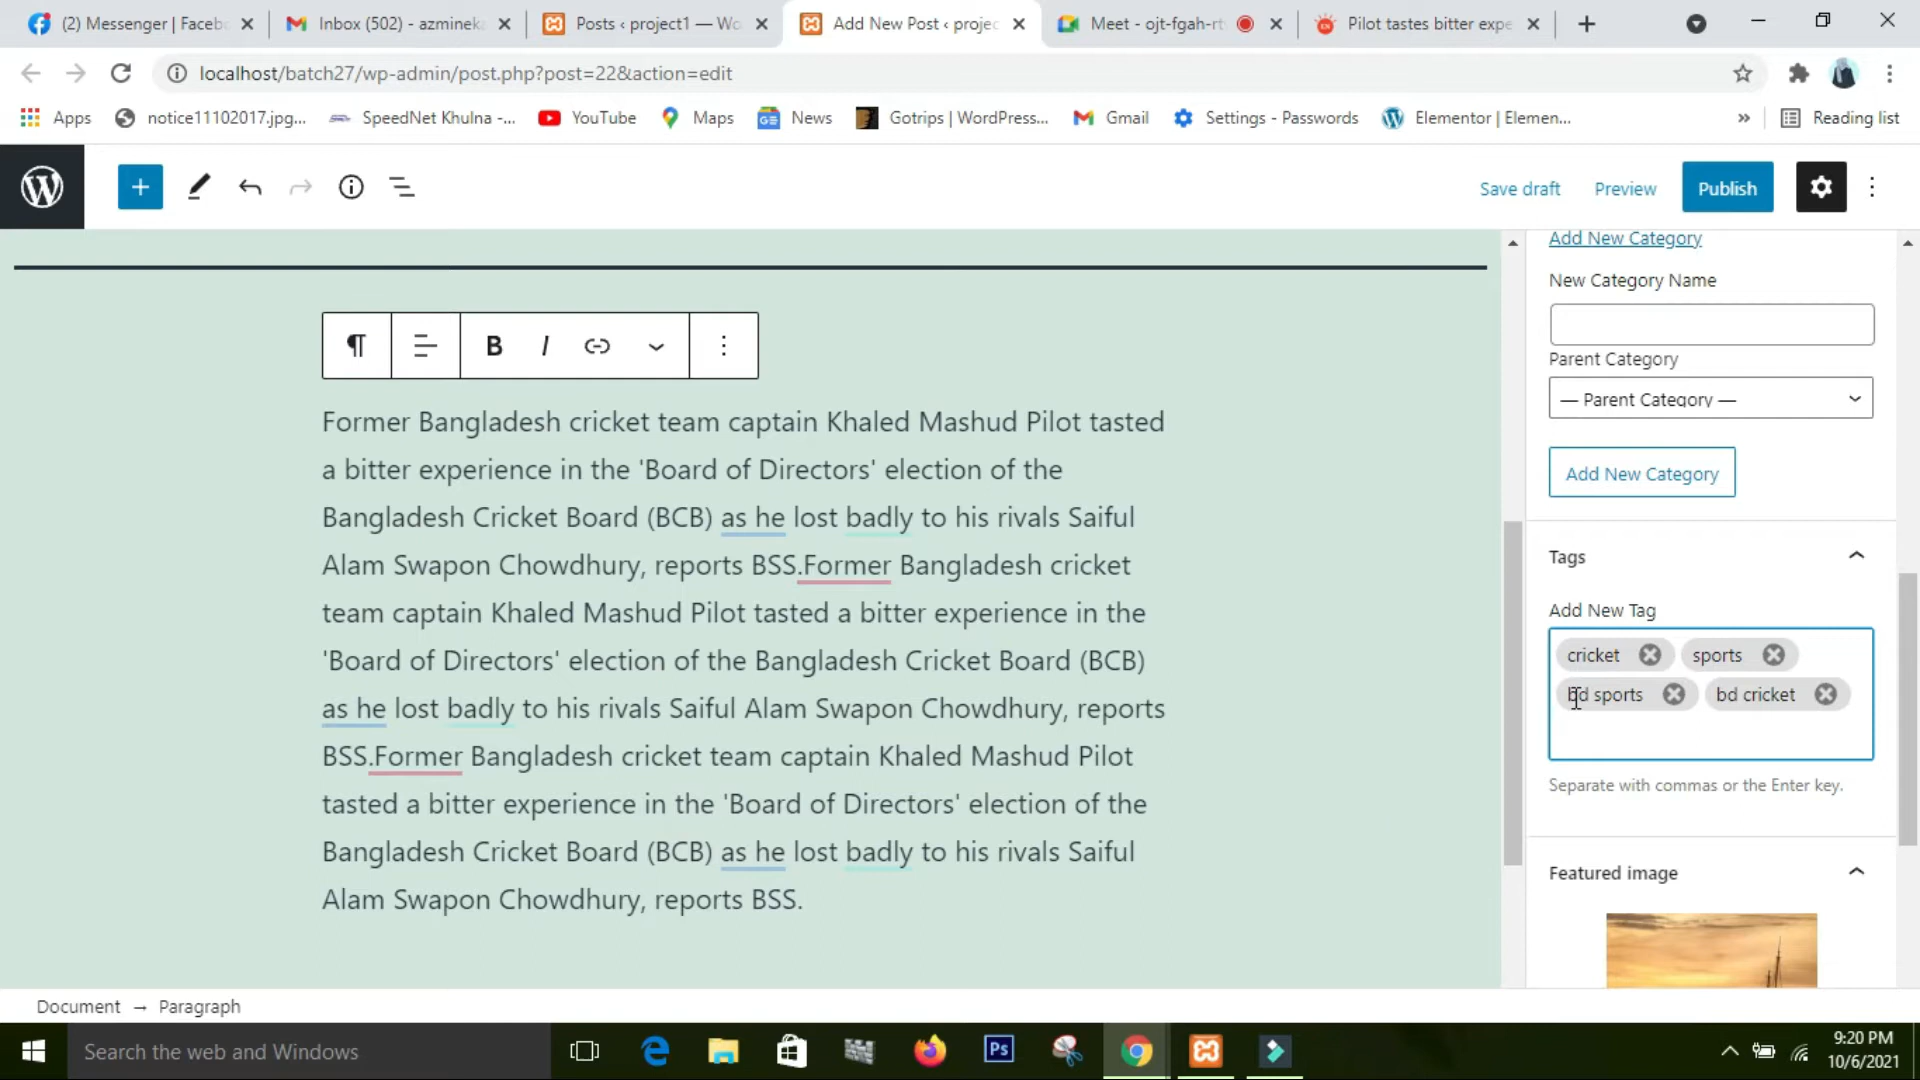 (2) Messenger | Faceb
Inbox (502) - azmineka
Posts ‹ project1 — Wo
Add New Post ‹ projec
Meet - ojt-fgah-rt
Pilot tastes bitter expe
localhost/batch27/wp-admin/post.php?post=22&action=edit
Apps
notice11102017.jpg...
SpeedNet Khulna -...
YouTube
Maps
News
Gotrips | WordPress...
Gmail
Settings - Passwords
Elementor | Elemen...
»
Reading list
Save draft
Preview
Publish
B I
Former Bangladesh cricket team captain Khaled Mashud Pilot tasted
a bitter experience in the 'Board of Directors' election of the
Bangladesh Cricket Board (BCB) as he lost badly to his rivals Saiful
Alam Swapon Chowdhury, reports BSS.Former Bangladesh cricket
team captain Khaled Mashud Pilot tasted a bitter experience in the
'Board of Directors' election of the Bangladesh Cricket Board (BCB)
as he lost badly to his rivals Saiful Alam Swapon Chowdhury, reports
BSS.Former Bangladesh cricket team captain Khaled Mashud Pilot
tasted a bitter experience in the 'Board of Directors' election of the
Bangladesh Cricket Board (BCB) as he lost badly to his rivals Saiful
Alam Swapon Chowdhury, reports BSS.
Add New Category
New Category Name
Parent Category
— Parent Category —
Add New Category
Tags
Add New Tag
cricket
sports
bd sports
bd cricket
Separate with commas or the Enter key.
Featured image
Document → Paragraph
Search the web and Windows
Ps
9:20 PM
10/6/2021